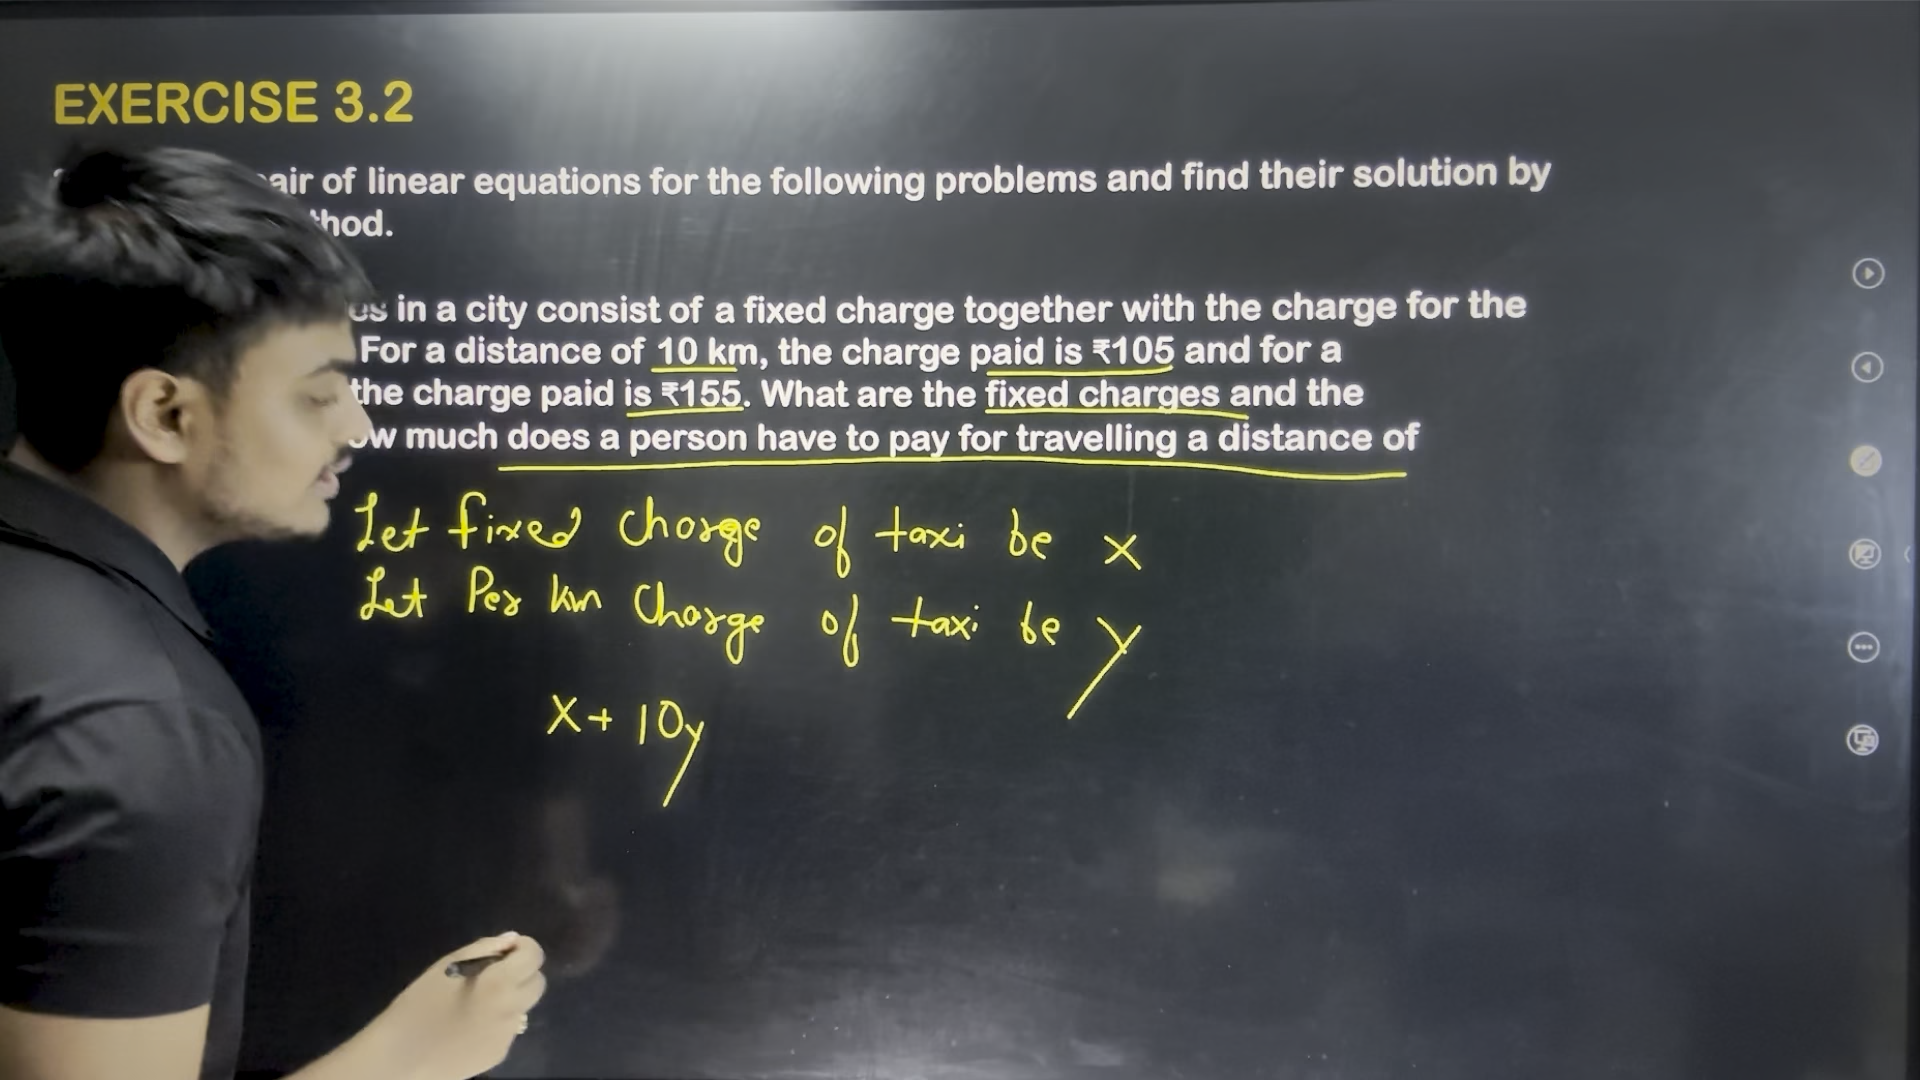 EXERCISE 3.2
of linear equations for the following problems and find their solution by
in a city consist of a fixed charge together with the charge for the
For a distance of 10 km, the charge paid is ₹105 and for a
the charge paid is ₹155. What are the fixed charges and the
much does a person have to pay for travelling a distance of
Let fixed charge of taxi be x
Let Per km Charge of taxi be y
x + 10y